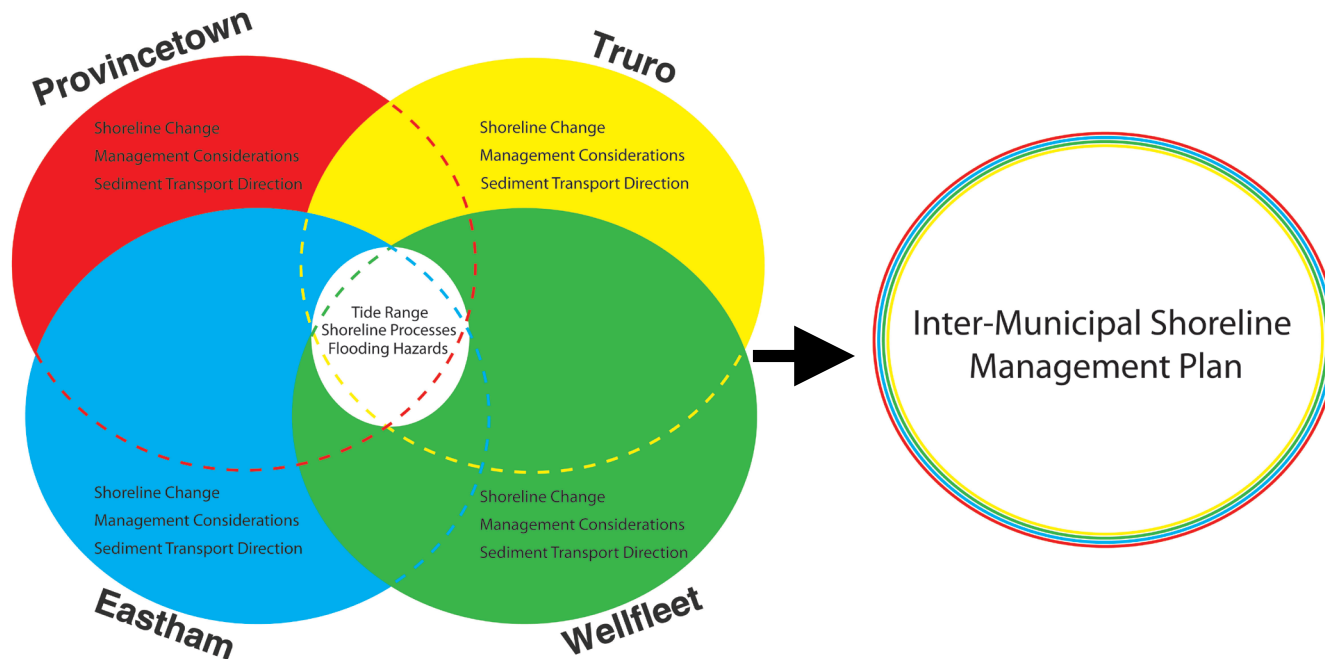 Provincetown
Truro
Shoreline Change
Management Considerations
Sediment Transport Direction
Shoreline Change
Management Considerations
Sediment Transport Direction
Tide Range
Shoreline Processes
Flooding Hazards
Inter-Municipal Shoreline
Management Plan
Shoreline Change
Management Considerations
Sediment Transport Direction
Shoreline Change
Management Considerations
Sediment Transport Direction
Eastham
Wellfleet